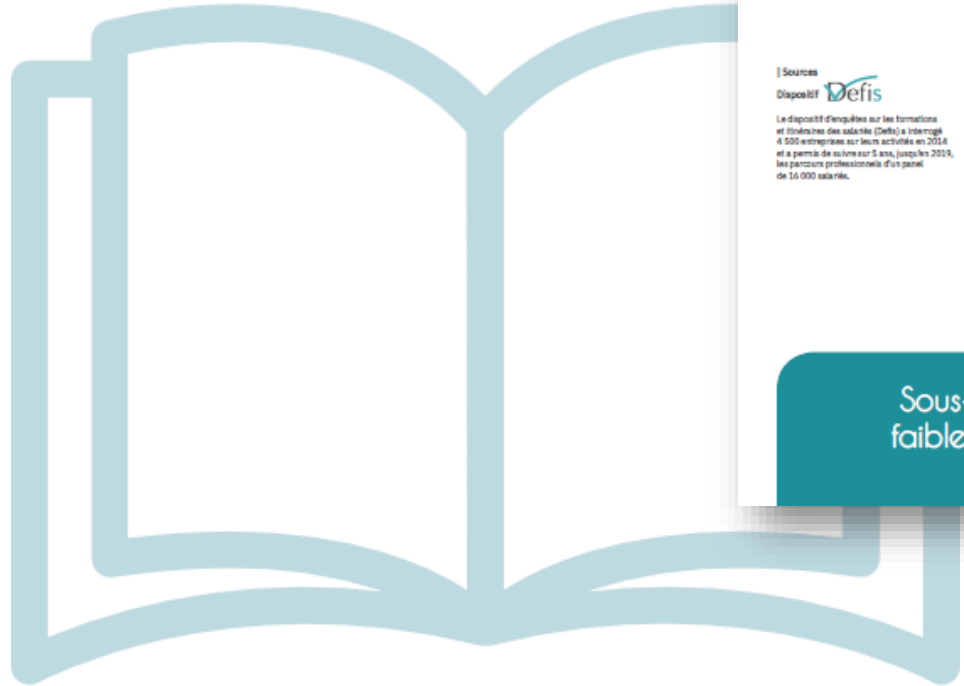 | Sources
Dispositif Defis
Le dispositif d'enquêtes sur les formations
et itinéraires des salariés (Defis) a interrogé
4 500 entreprises sur leurs activités en 2014
et a permis de suivre sur 5 ans, jusqu'en 2019,
les parcours professionnels d'un panel
de 16 000 salariés.
Sous-
faible